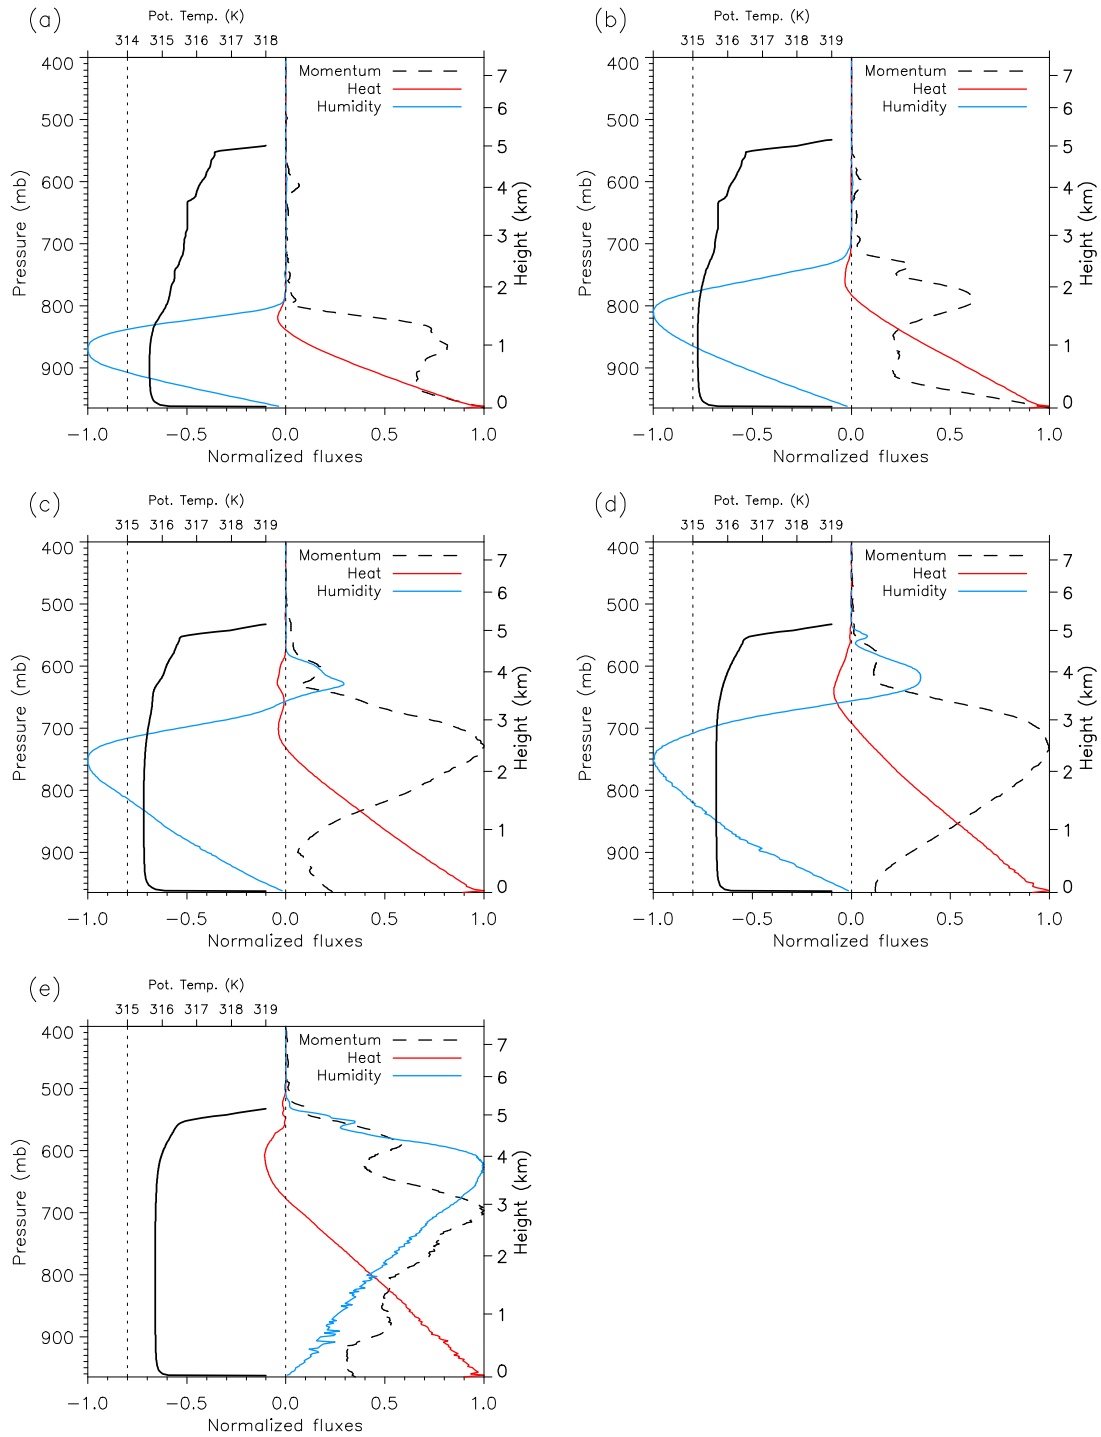 (a)
Pot. Temp. (K)
314 315 316 317 318
400
500
600
700
800
900
Pressure (mb)
Momentum
Heat
Humidity
7
6
5
4
3
2
1
0
Height (km)
−1.0 −0.5 0.0 0.5 1.0
Normalized fluxes
(b)
Pot. Temp. (K)
315 316 317 318 319
400
500
600
700
800
900
Pressure (mb)
Momentum
Heat
Humidity
7
6
5
4
3
2
1
0
Height (km)
−1.0 −0.5 0.0 0.5 1.0
Normalized fluxes
(c)
Pot. Temp. (K)
315 316 317 318 319
400
500
600
700
800
900
Pressure (mb)
Momentum
Heat
Humidity
7
6
5
4
3
2
1
0
Height (km)
−1.0 −0.5 0.0 0.5 1.0
Normalized fluxes
(d)
Pot. Temp. (K)
315 316 317 318 319
400
500
600
700
800
900
Pressure (mb)
Momentum
Heat
Humidity
7
6
5
4
3
2
1
0
Height (km)
−1.0 −0.5 0.0 0.5 1.0
Normalized fluxes
(e)
Pot. Temp. (K)
315 316 317 318 319
400
500
600
700
800
900
Pressure (mb)
Momentum
Heat
Humidity
7
6
5
4
3
2
1
0
Height (km)
−1.0 −0.5 0.0 0.5 1.0
Normalized fluxes